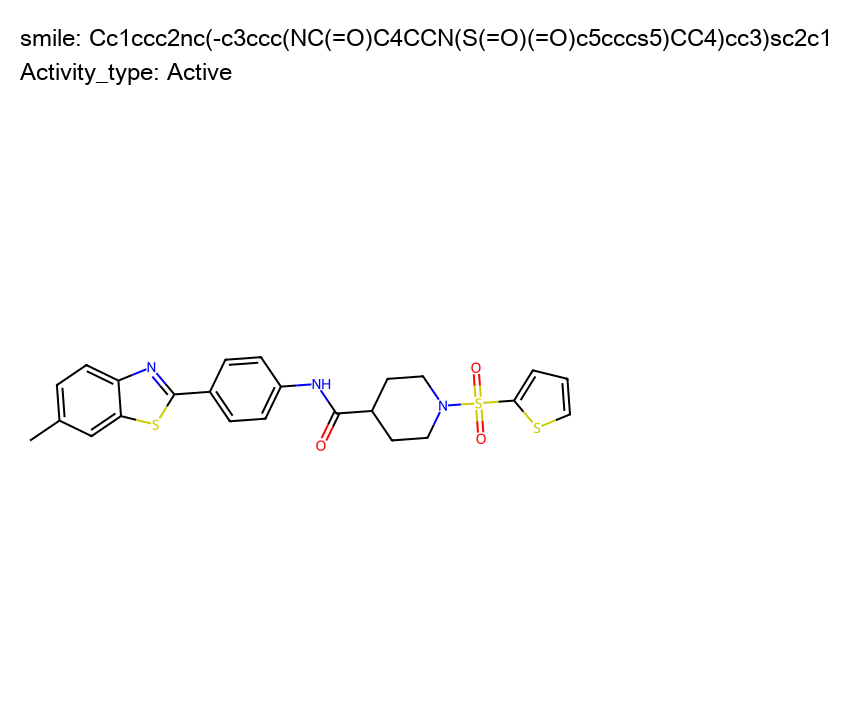 smile: Cc1ccc2nc(-c3ccc(NC(=O)C4CCN(S(=O)(=O)c5cccs5)CC4)cc3)sc2c1
Activity_type: Active
N
S
NH
O
N
O
S
O
S